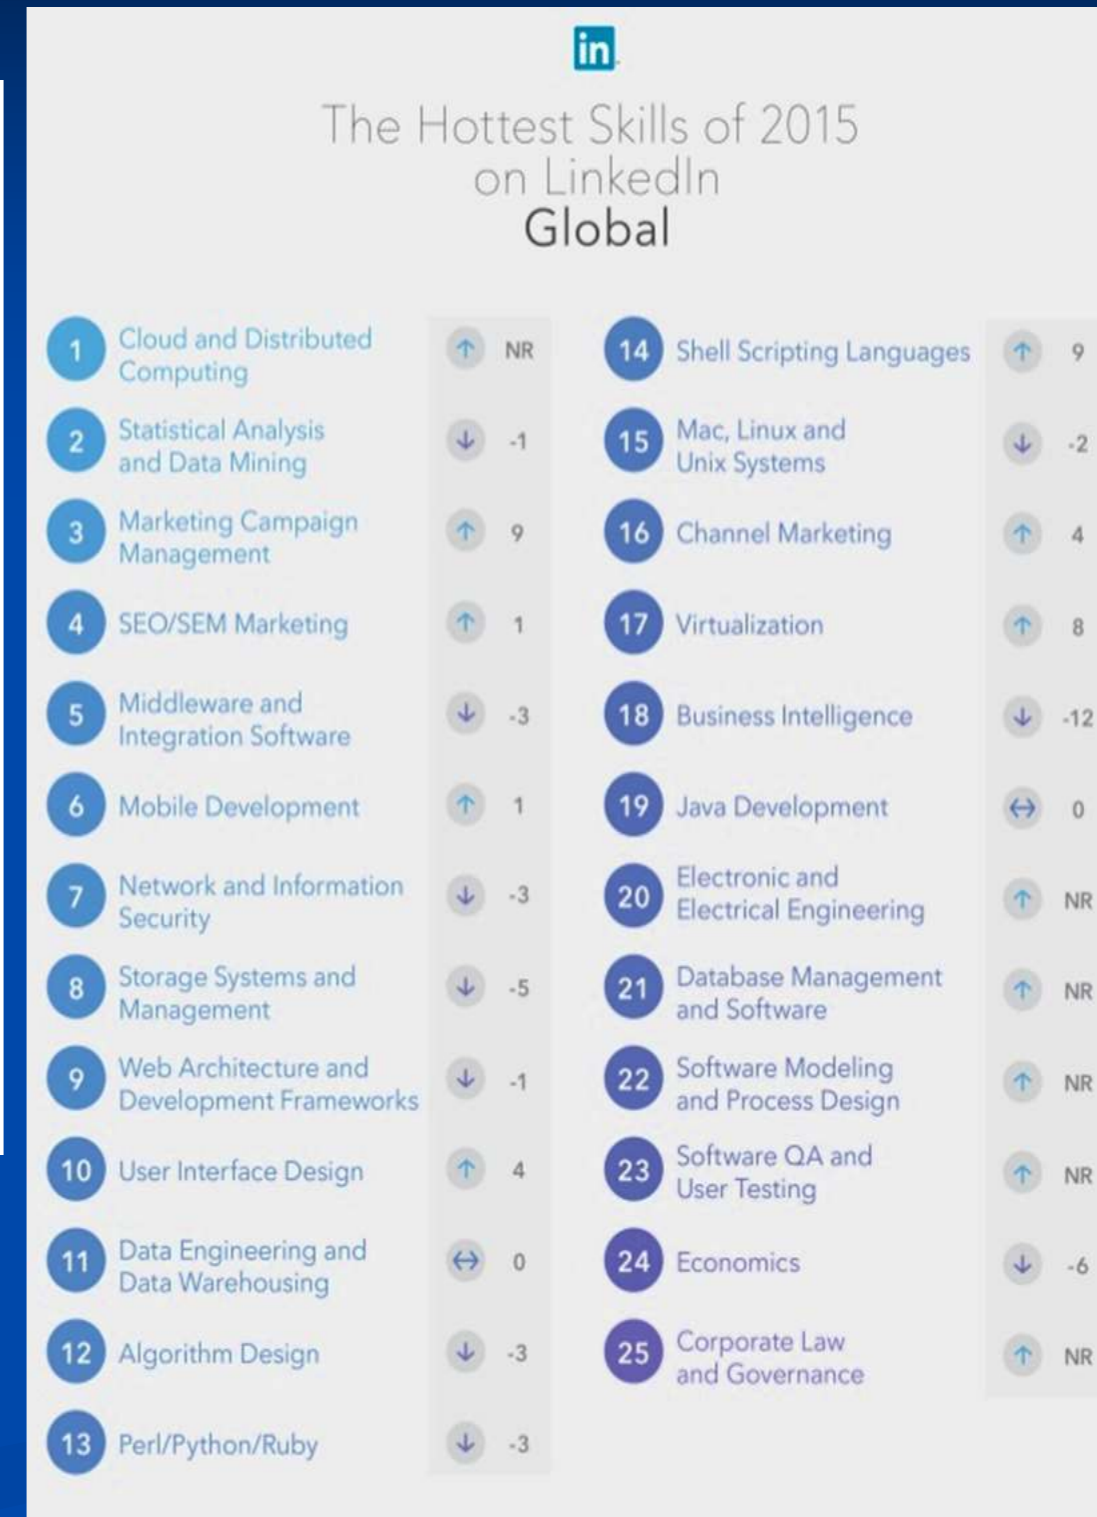 in
The Hottest Skills of 2015
on LinkedIn
Global
1
Cloud and Distributed
Computing
NR
2
Statistical Analysis
and Data Mining
-1
3
Marketing Campaign
Management
9
4
SEO/SEM Marketing
1
5
Middleware and
Integration Software
-3
6
Mobile Development
1
7
Network and Information
Security
-3
8
Storage Systems and
Management
-5
9
Web Architecture and
Development Frameworks
-1
10
User Interface Design
4
11
Data Engineering and
Data Warehousing
0
12
Algorithm Design
-3
13
Perl/Python/Ruby
-3
14
Shell Scripting Languages
9
15
Mac, Linux and
Unix Systems
-2
16
Channel Marketing
4
17
Virtualization
8
18
Business Intelligence
-12
19
Java Development
0
20
Electronic and
Electrical Engineering
NR
21
Database Management
and Software
NR
22
Software Modeling
and Process Design
NR
23
Software QA and
User Testing
NR
24
Economics
-6
25
Corporate Law
and Governance
NR